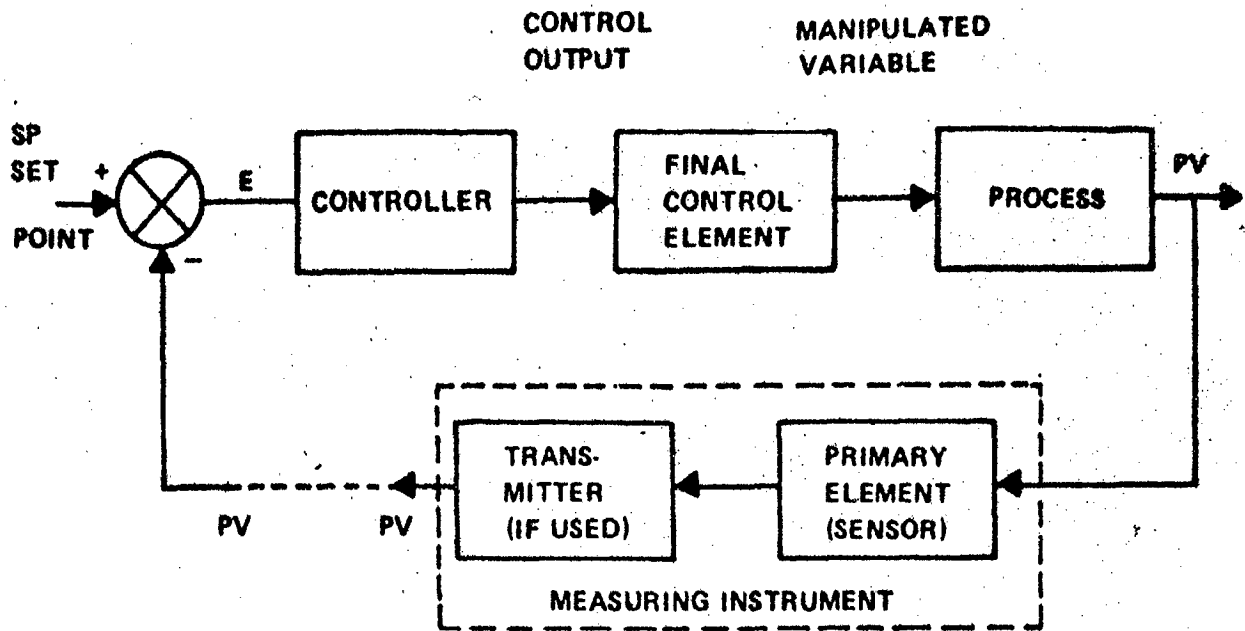 CONTROL
OUTPUT
MANIPULATED
VARIABLE
SP
SET
POINT
+
-
E
CONTROLLER
FINAL
CONTROL
ELEMENT
PROCESS
PV
TRANS-
MITTER
(IF USED)
PRIMARY
ELEMENT
(SENSOR)
PV
PV
MEASURING INSTRUMENT